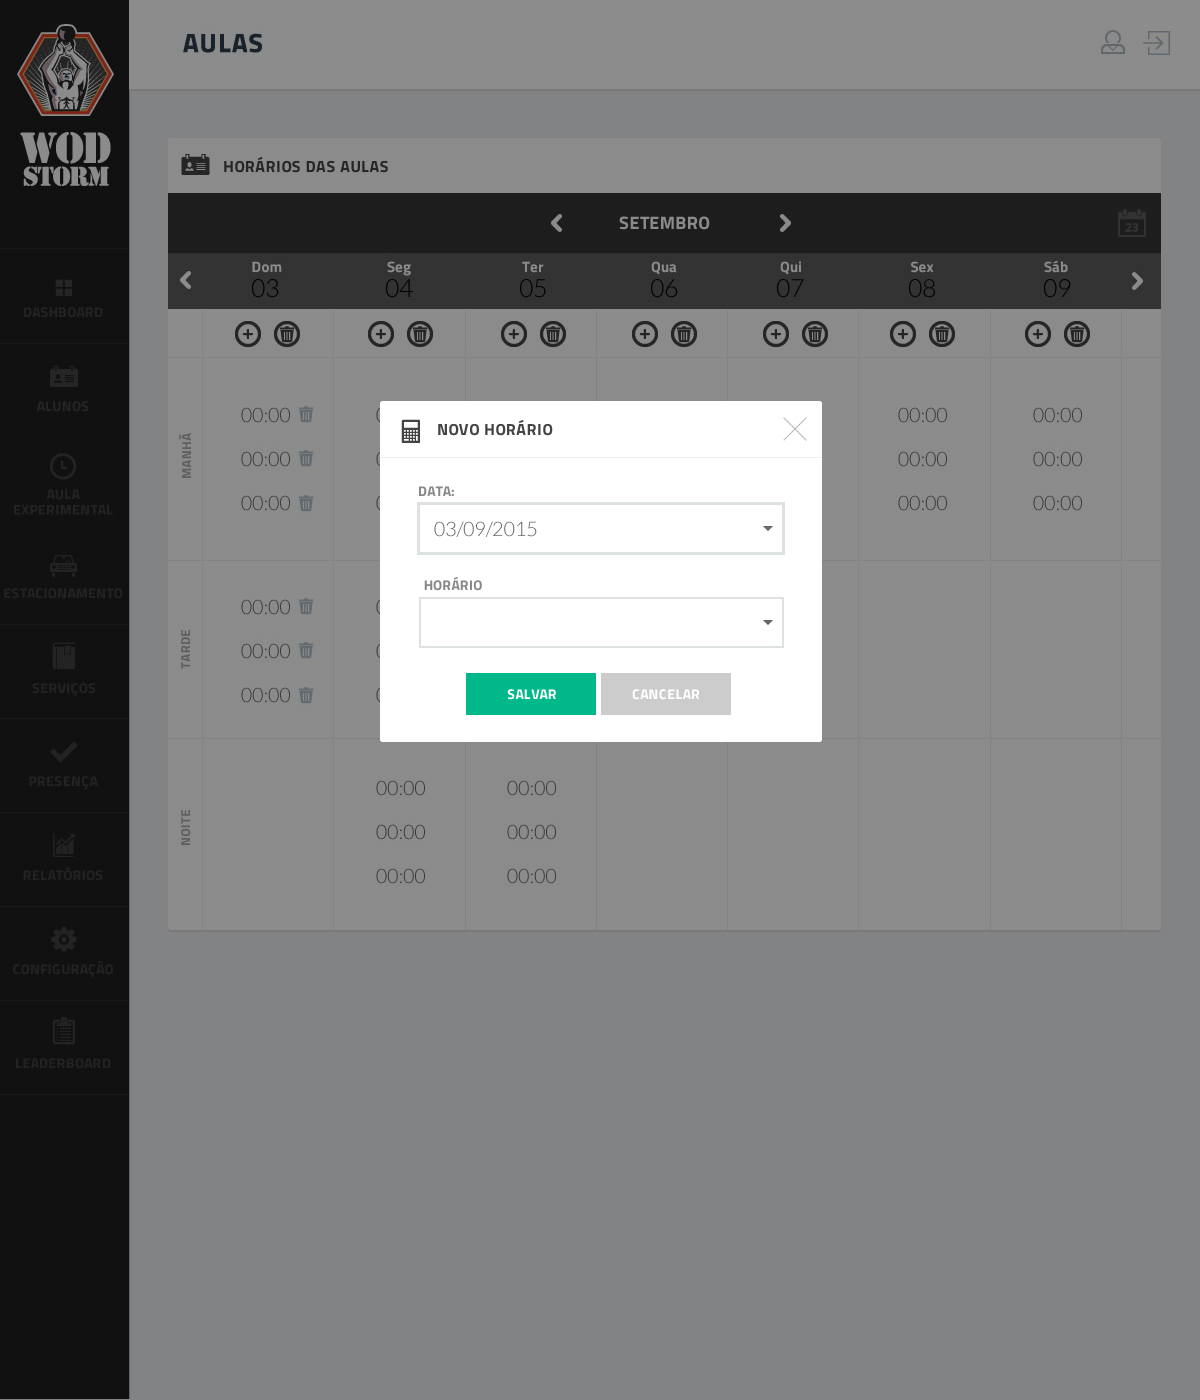 WOD
STORM
AULAS
DASHBOARD
ALUNOS
AULA
EXPERIMENTAL
ESTACIONAMENTO
SERVIÇOS
PRESENÇA
RELATÓRIOS
CONFIGURAÇÃO
LEADERBOARD
HORÁRIOS DAS AULAS
SETEMBRO
23
Dom Seg Ter Qua Qui Sex Sáb
03 04 05 06 07 08 09
MANHÃ
00:00 00:00 00:00
00:00 00:00 00:00
00:00 00:00 00:00
TARDE
00:00
00:00
00:00
NOITE
00:00 00:00
00:00 00:00
00:00 00:00
NOVO HORÁRIO
DATA:
03/09/2015
HORÁRIO
SALVAR CANCELAR